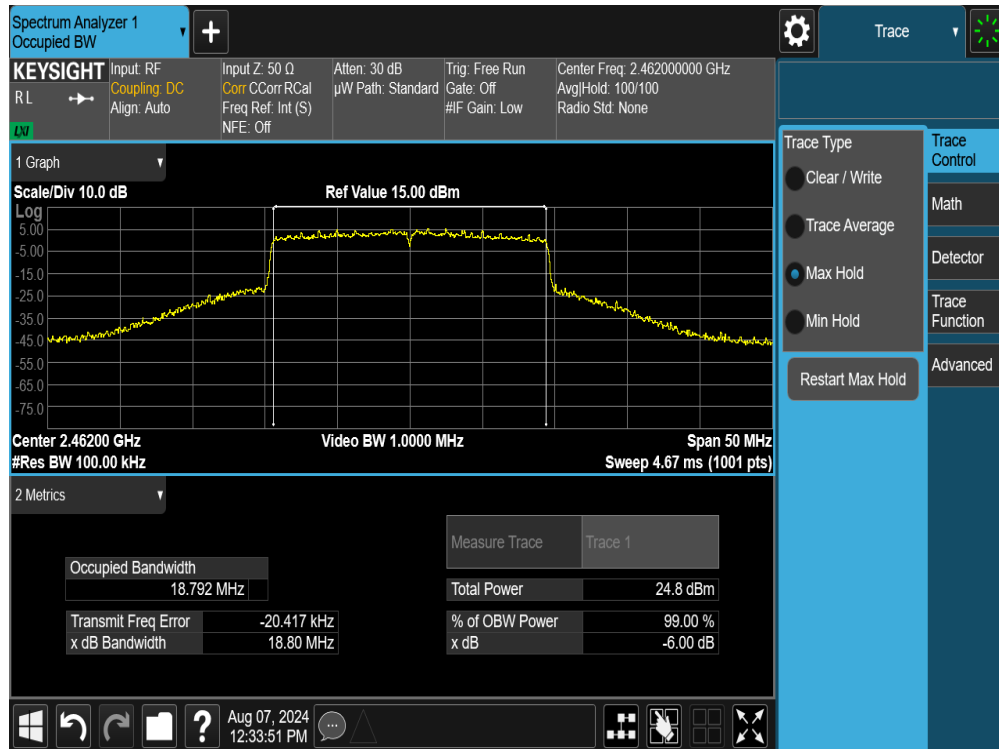 Spectrum Analyzer 1
Occupied BW
+
Trace
KEYSIGHT
RL
LXI
Input: RF
Coupling: DC
Align: Auto
Input Z: 50 Ω
Corr CCorr RCal
Freq Ref: Int (S)
NFE: Off
Atten: 30 dB
µW Path: Standard
Trig: Free Run
Gate: Off
#IF Gain: Low
Center Freq: 2.462000000 GHz
Avg|Hold: 100/100
Radio Std: None
1 Graph
Scale/Div 10.0 dB
Ref Value 15.00 dBm
Log
5.00
-5.00
-15.0
-25.0
-35.0
-45.0
-55.0
-65.0
-75.0
Center 2.46200 GHz
Video BW 1.0000 MHz
Span 50 MHz
#Res BW 100.00 kHz
Sweep 4.67 ms (1001 pts)
2 Metrics
Measure Trace
Trace 1
Occupied Bandwidth
18.792 MHz
Total Power
24.8 dBm
Transmit Freq Error
-20.417 kHz
% of OBW Power
99.00 %
x dB Bandwidth
18.80 MHz
x dB
-6.00 dB
Trace Type
Clear / Write
Trace Average
Max Hold
Min Hold
Restart Max Hold
Trace
Control
Math
Detector
Trace
Function
Advanced
?
Aug 07, 2024
12:33:51 PM